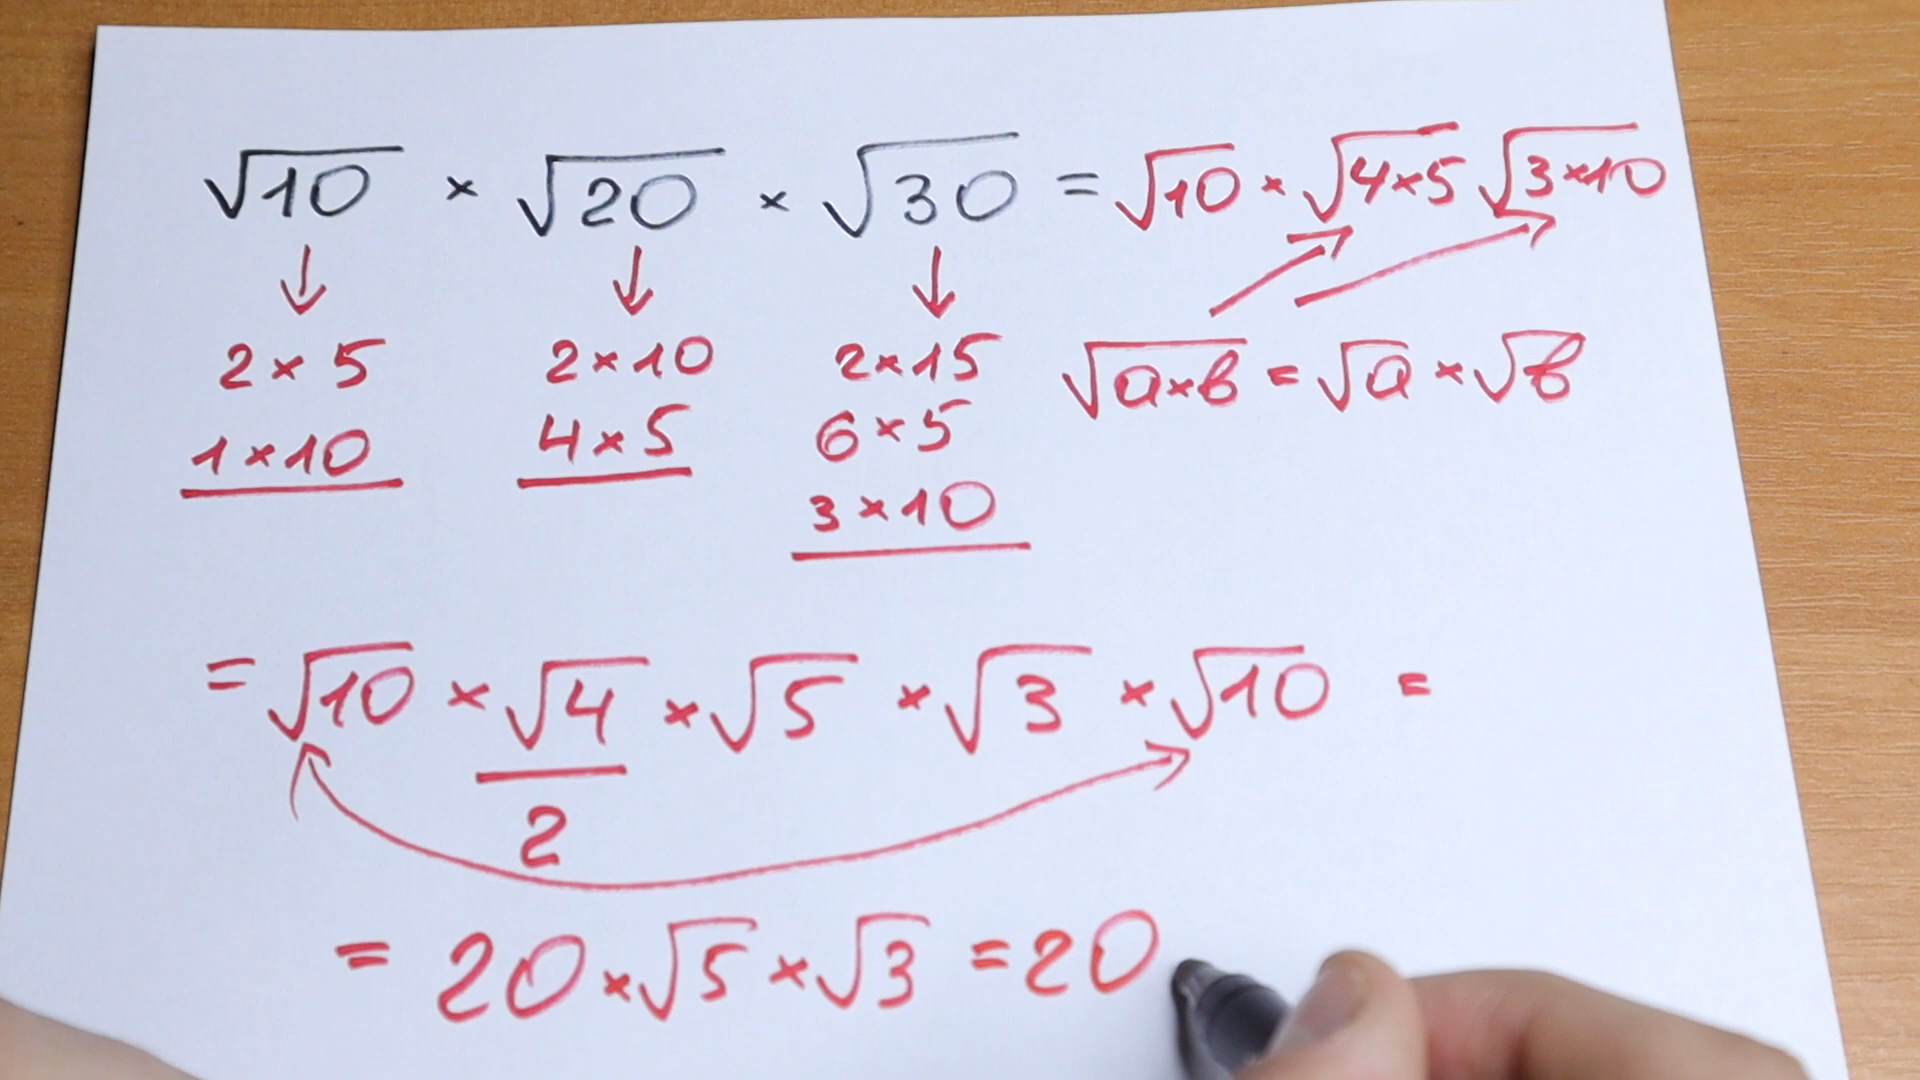 √10 × √20 × √30 = √10 × √4×5 √3×10
↓ ↓ ↓
2 × 5 2×10 2×15 √a×b = √a × √b
1×10 4×5 6×5
3×10
= √10 × √4 × √5 × √3 × √10 =
2
= 20 × √5 × √3 = 20